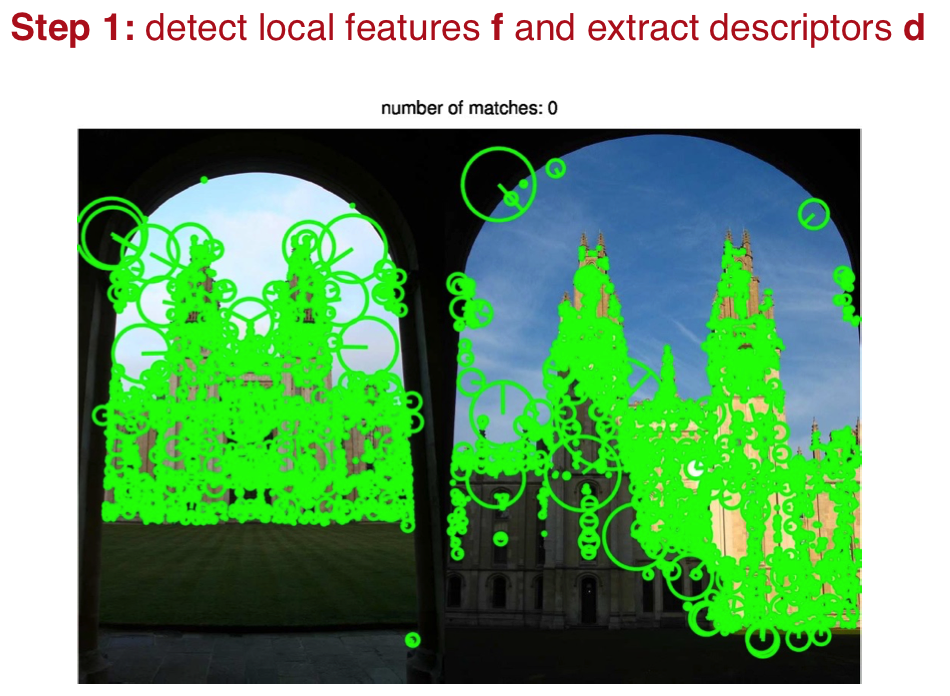 Step 1: detect local features f and extract descriptors d
number of matches: 0